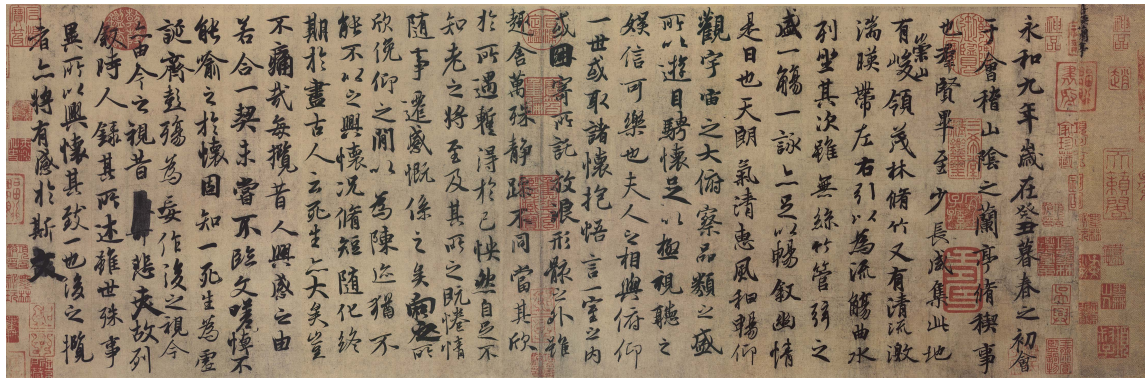 永和九年歲在癸丑暮春之初會
于會稽山陰之蘭亭脩稧事
也羣賢畢至少長咸集此地
有崇山峻領茂林脩竹又有清流激
湍暎帶左右引以為流觴曲水
列坐其次雖無絲竹管弦之
盛一觴一詠亦足以暢敘幽情
是日也天朗氣清惠風和暢仰
觀宇宙之大俯察品類之盛
所以遊目騁懷足以極視聽之
娛信可樂也夫人之相與俯仰
一世或取諸懷抱悟言一室之內
或因寄所託放浪形骸之外雖
趣舍萬殊靜躁不同當其欣
於所遇暫得於己怏然自足不
知老之將至及其所之既惓情
隨事遷感慨係之矣向之所
欣俛仰之閒以為陳迹猶不
能不以之興懷況脩短隨化終
期於盡古人云死生亦大矣豈
不痛哉每攬昔人興感之由
若合一契未嘗不臨文嗟悼不
能喻之於懷固知一死生為虛
誕齊彭殤為妄作後之視今
亦由今之視昔悲夫故列
敘時人錄其所述雖世殊事
異所以興懷其致一也後之攬
者亦將有感於斯文